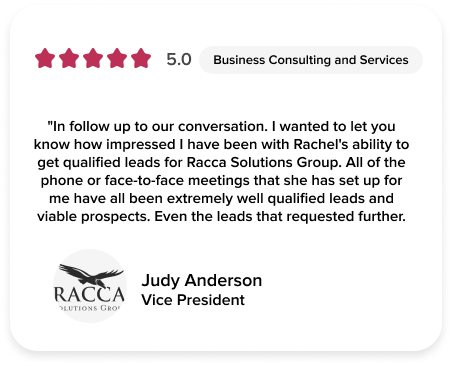 5.0 Business Consulting and Services
"In follow up to our conversation. I wanted to let you
know how impressed I have been with Rachel's ability to
get qualified leads for Racca Solutions Group. All of the
phone or face-to-face meetings that she has set up for
me have all been extremely well qualified leads and
viable prospects. Even the leads that requested further.
RACCA
OLUTIONS GRO
Judy Anderson
Vice President